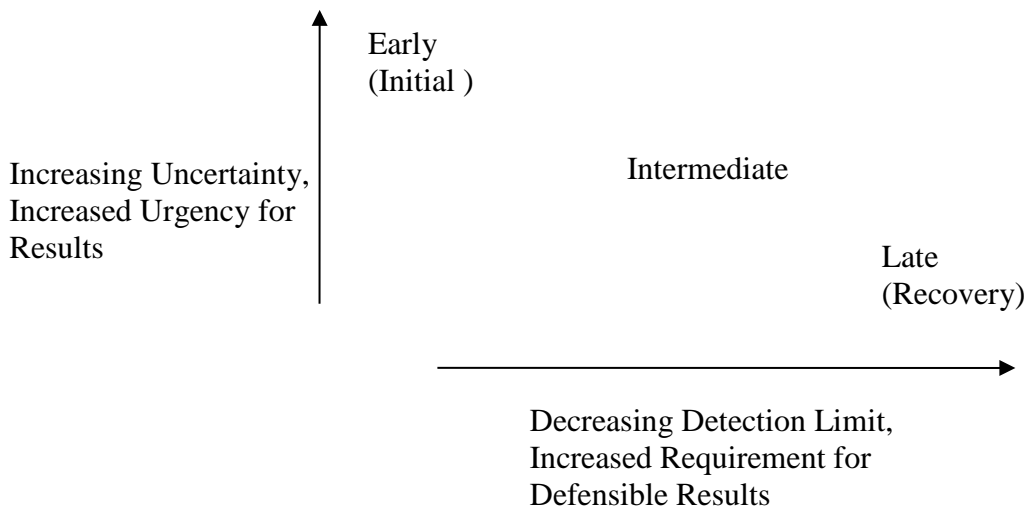 Early
(Initial )
Intermediate
Increasing Uncertainty,
Increased Urgency for
Results
Late
(Recovery)
Decreasing Detection Limit,
Increased Requirement for
Defensible Results